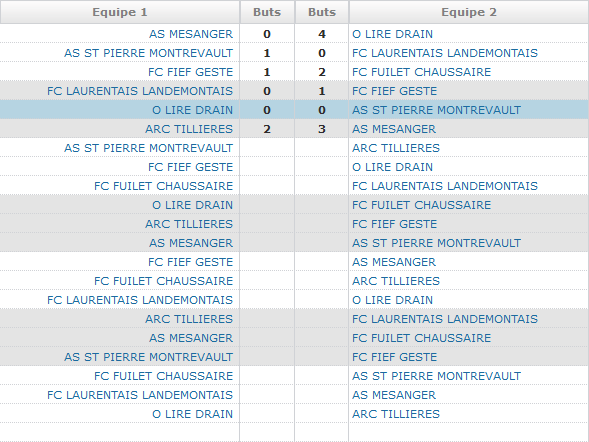 Equipe 1 Buts Buts Equipe 2
AS MESANGER 0 4 O LIRE DRAIN
AS ST PIERRE MONTREVAULT 1 0 FC LAURENTAIS LANDEMONTAIS
FC FIEF GESTE 1 2 FC FUILET CHAUSSAIRE
FC LAURENTAIS LANDEMONTAIS 0 1 FC FIEF GESTE
O LIRE DRAIN 0 0 AS ST PIERRE MONTREVAULT
ARC TILLIERES 2 3 AS MESANGER
AS ST PIERRE MONTREVAULT ARC TILLIERES
FC FIEF GESTE O LIRE DRAIN
FC FUILET CHAUSSAIRE FC LAURENTAIS LANDEMONTAIS
O LIRE DRAIN FC FUILET CHAUSSAIRE
ARC TILLIERES FC FIEF GESTE
AS MESANGER AS ST PIERRE MONTREVAULT
FC FIEF GESTE AS MESANGER
FC FUILET CHAUSSAIRE ARC TILLIERES
FC LAURENTAIS LANDEMONTAIS O LIRE DRAIN
ARC TILLIERES FC LAURENTAIS LANDEMONTAIS
AS MESANGER FC FUILET CHAUSSAIRE
AS ST PIERRE MONTREVAULT FC FIEF GESTE
FC FUILET CHAUSSAIRE AS ST PIERRE MONTREVAULT
FC LAURENTAIS LANDEMONTAIS AS MESANGER
O LIRE DRAIN ARC TILLIERES